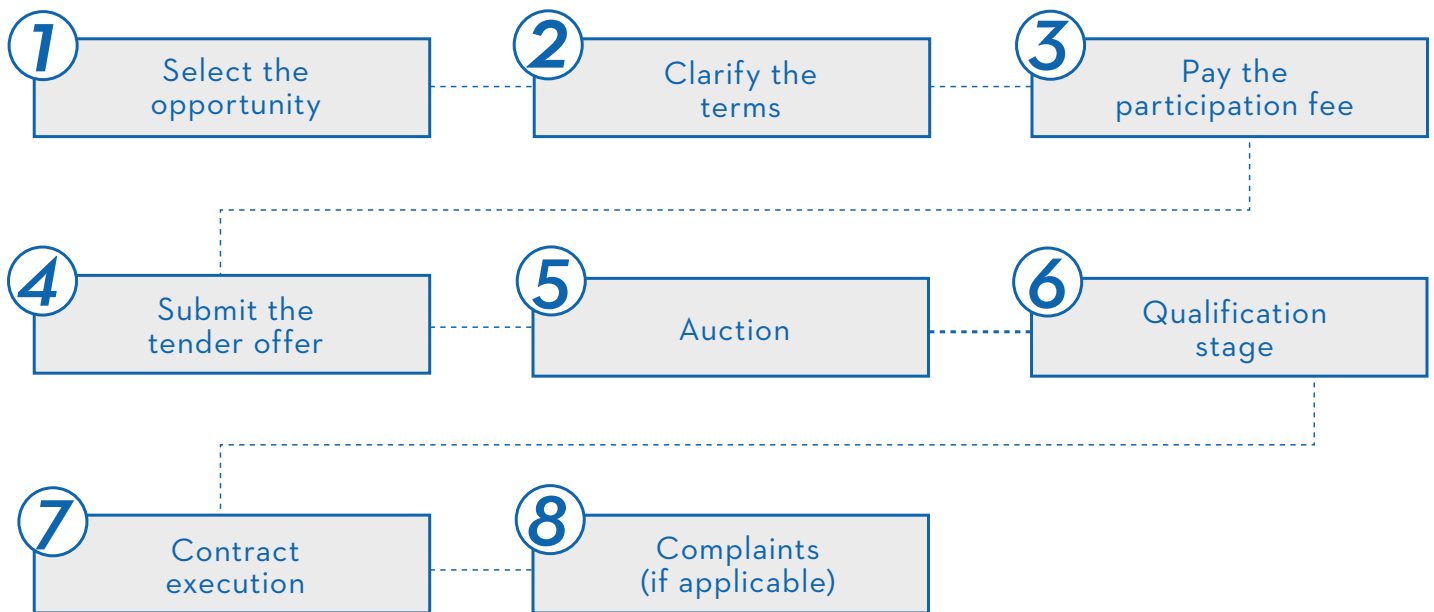 1
Select the
opportunity
2
Clarify the
terms
3
Pay the
participation fee
4
Submit the
tender offer
5
Auction
6
Qualification
stage
7
Contract
execution
8
Complaints
(if applicable)